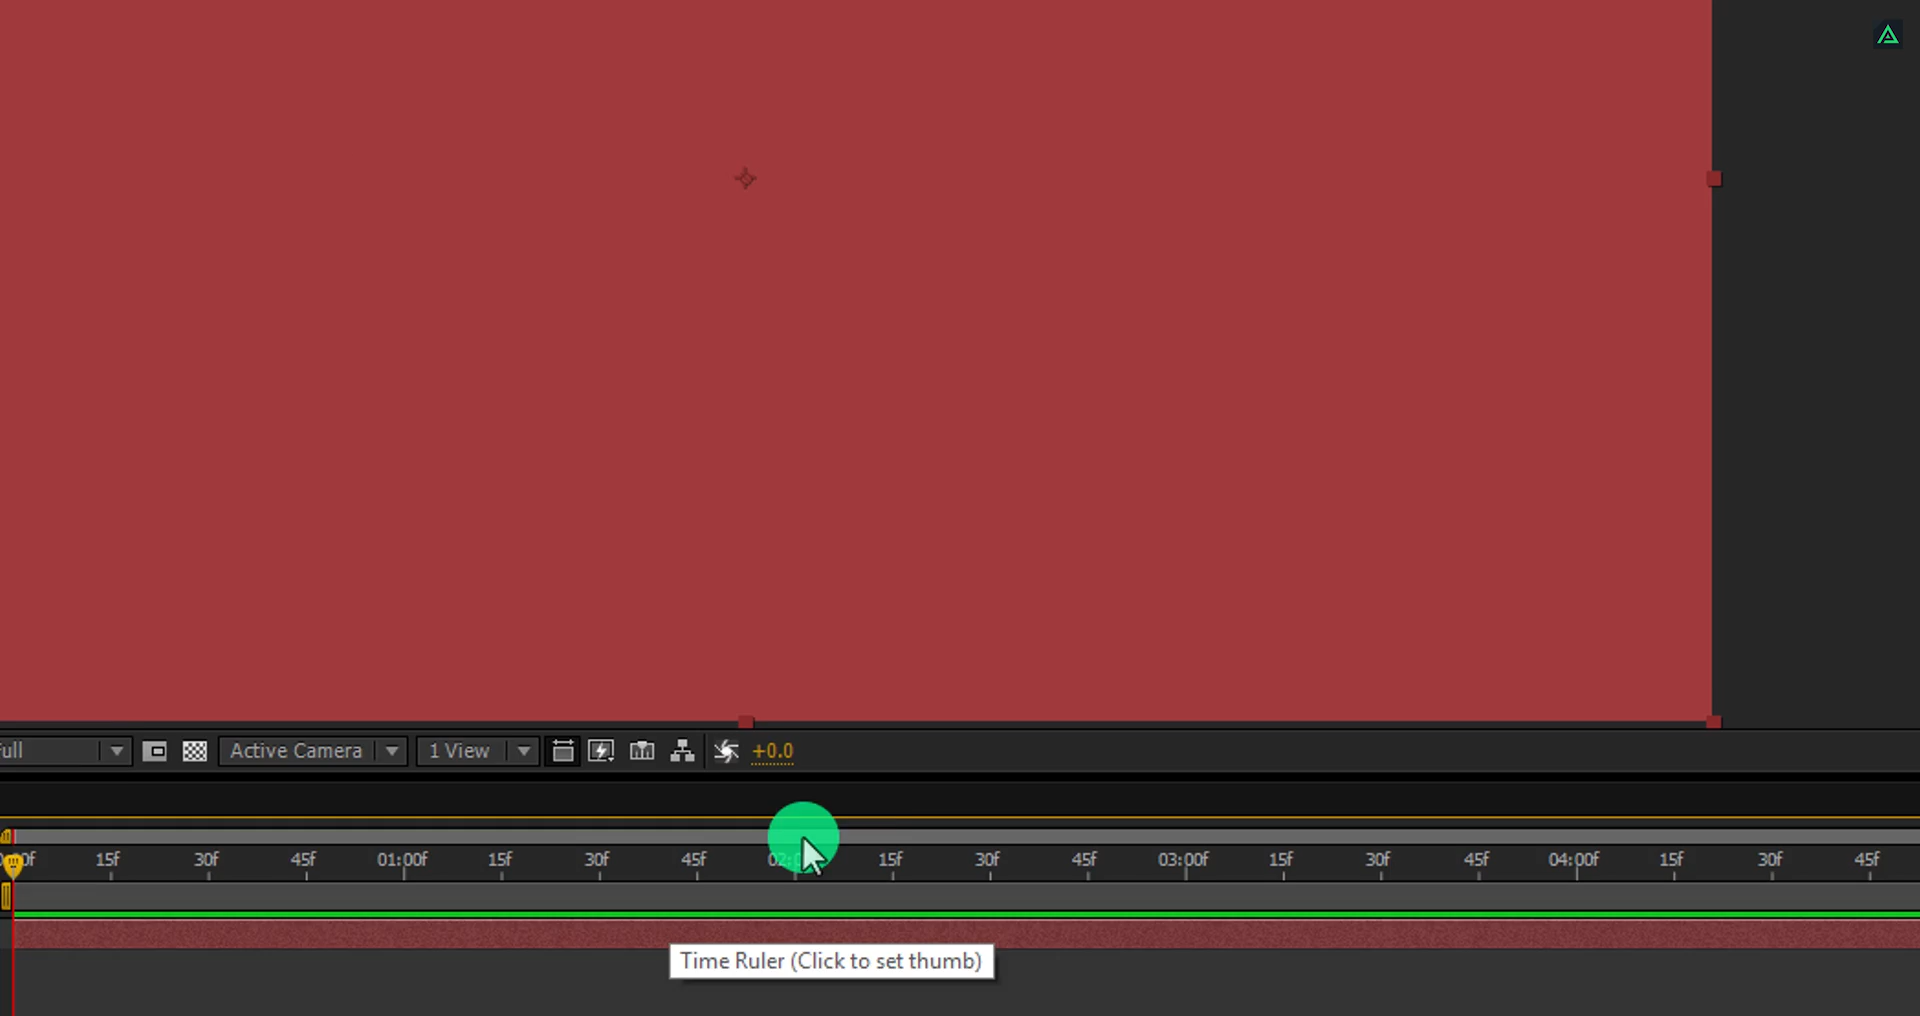 Active Camera 1 View +0.0
15f 30f 45f 01:00f 15f 30f 45f 15f 30f 45f 03:00f 15f 30f 45f 04:00f 15f 30f 45f
Time Ruler (Click to set thumb)